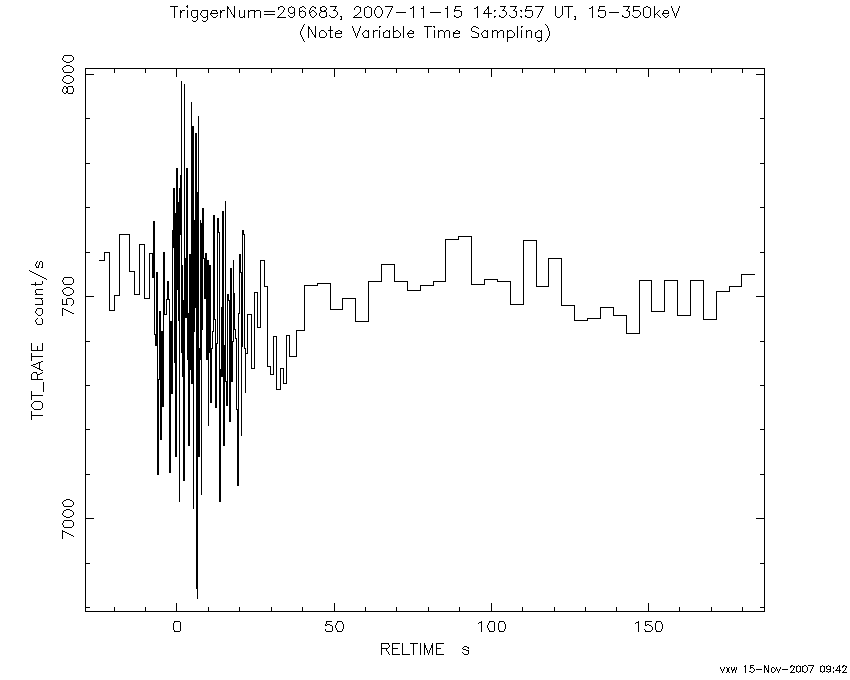 TriggerNum=296683, 2007-11-15 14:33:57 UT, 15-350keV
(Note Variable Time Sampling)
TOT_RATE count/s
8000
7500
7000
0 50 100 150
RELTIME s
vxw 15-Nov-2007 09:42